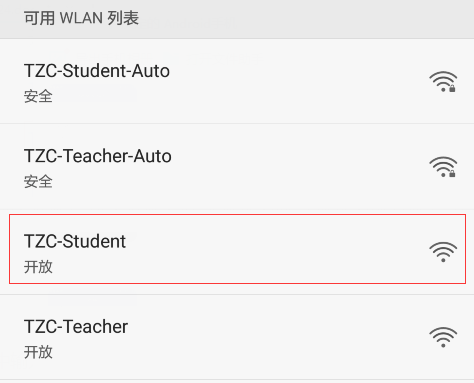 可用 WLAN 列表
TZC-Student-Auto
安全
TZC-Teacher-Auto
安全
TZC-Student
开放
TZC-Teacher
开放